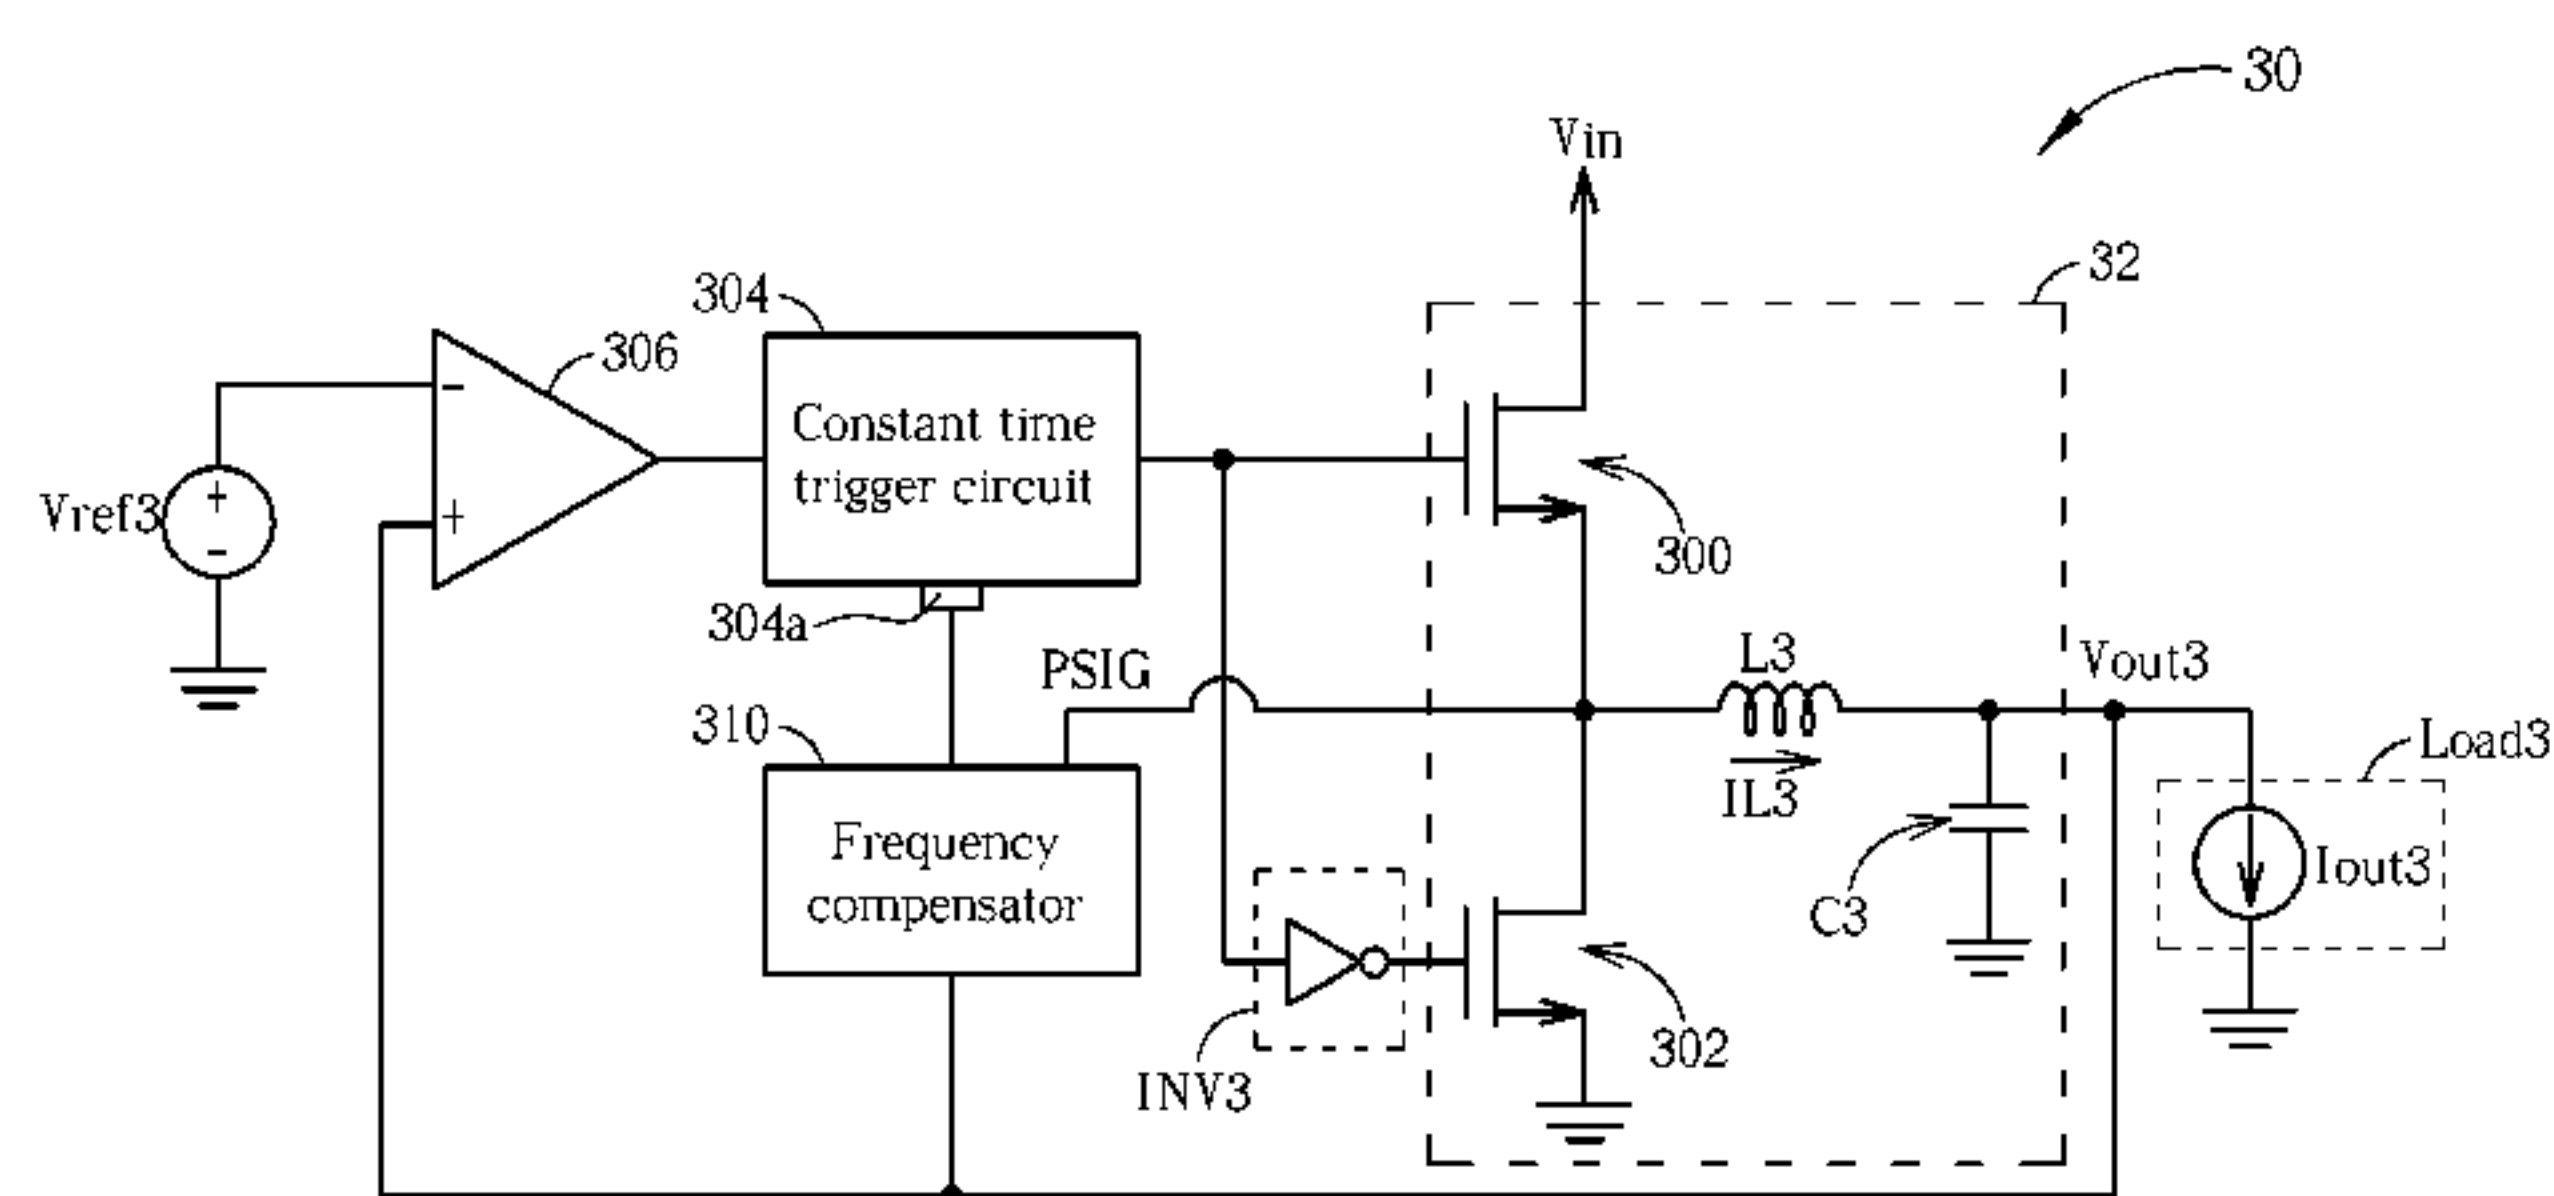 30
Vin
32
304
306
Constant time
trigger circuit
-
+
Vref3
+
-
300
304a
PSIG
L3
Vout3
310
Load3
IL3
Frequency
compensator
Iout3
C3
302
INV3